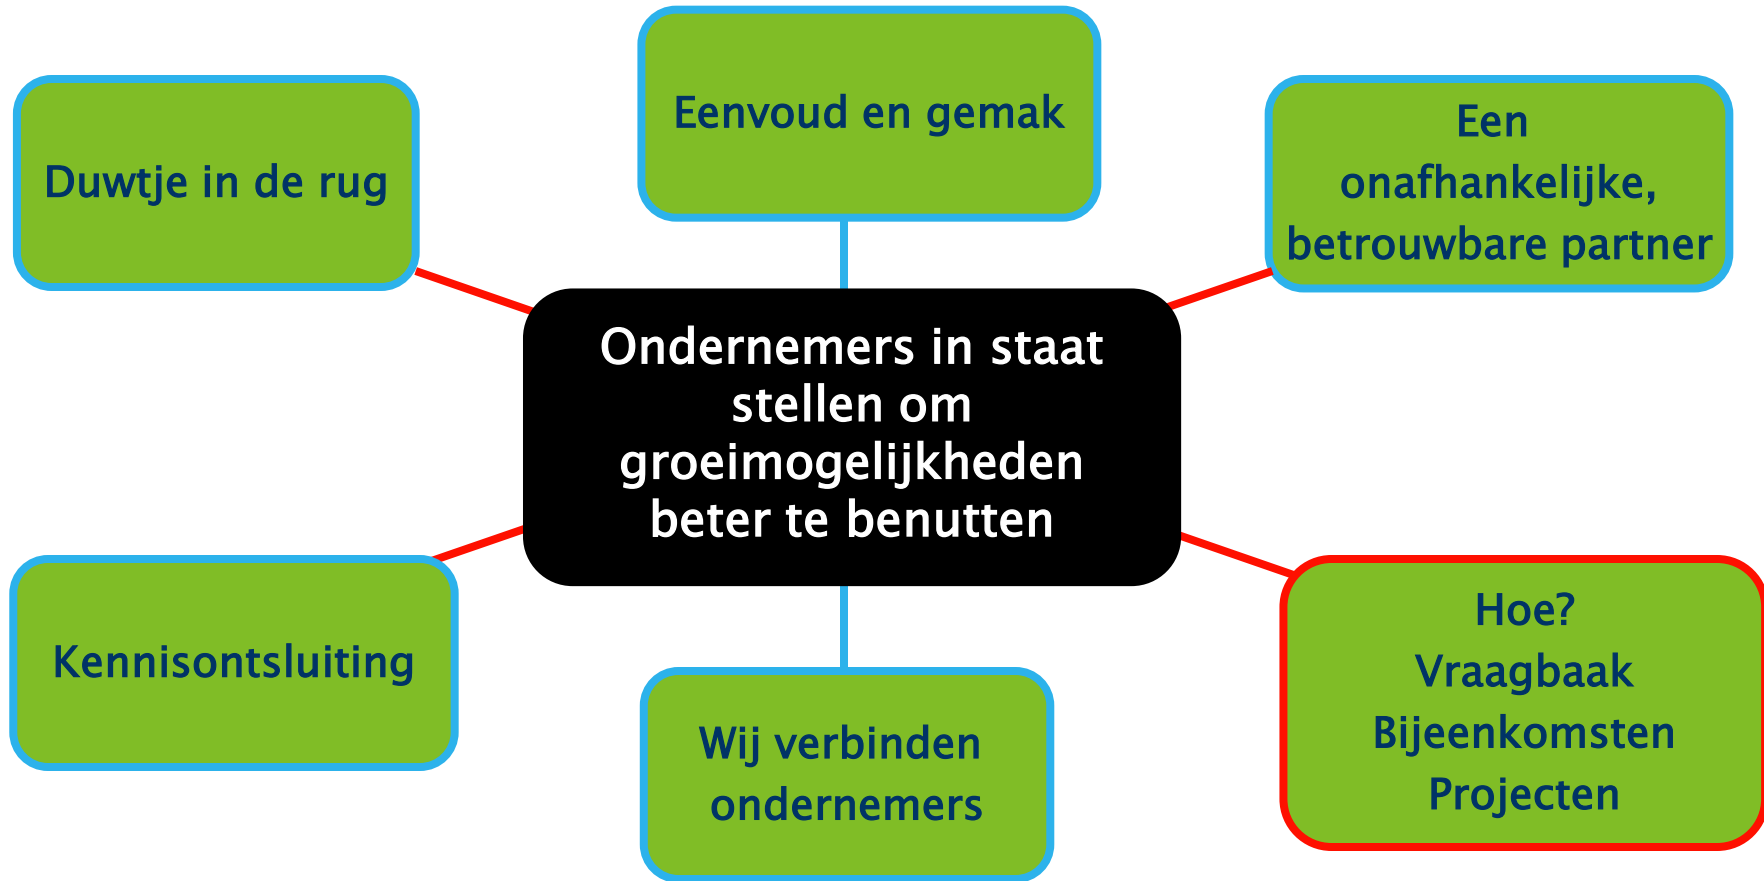 Eenvoud en gemak
Duwtje in de rug
Een
onafhankelijke,
betrouwbare partner
Ondernemers in staat
stellen om
groeimogelijkheden
beter te benutten
Kennisontsluiting
Wij verbinden
ondernemers
Hoe?
Vraagbaak
Bijeenkomsten
Projecten